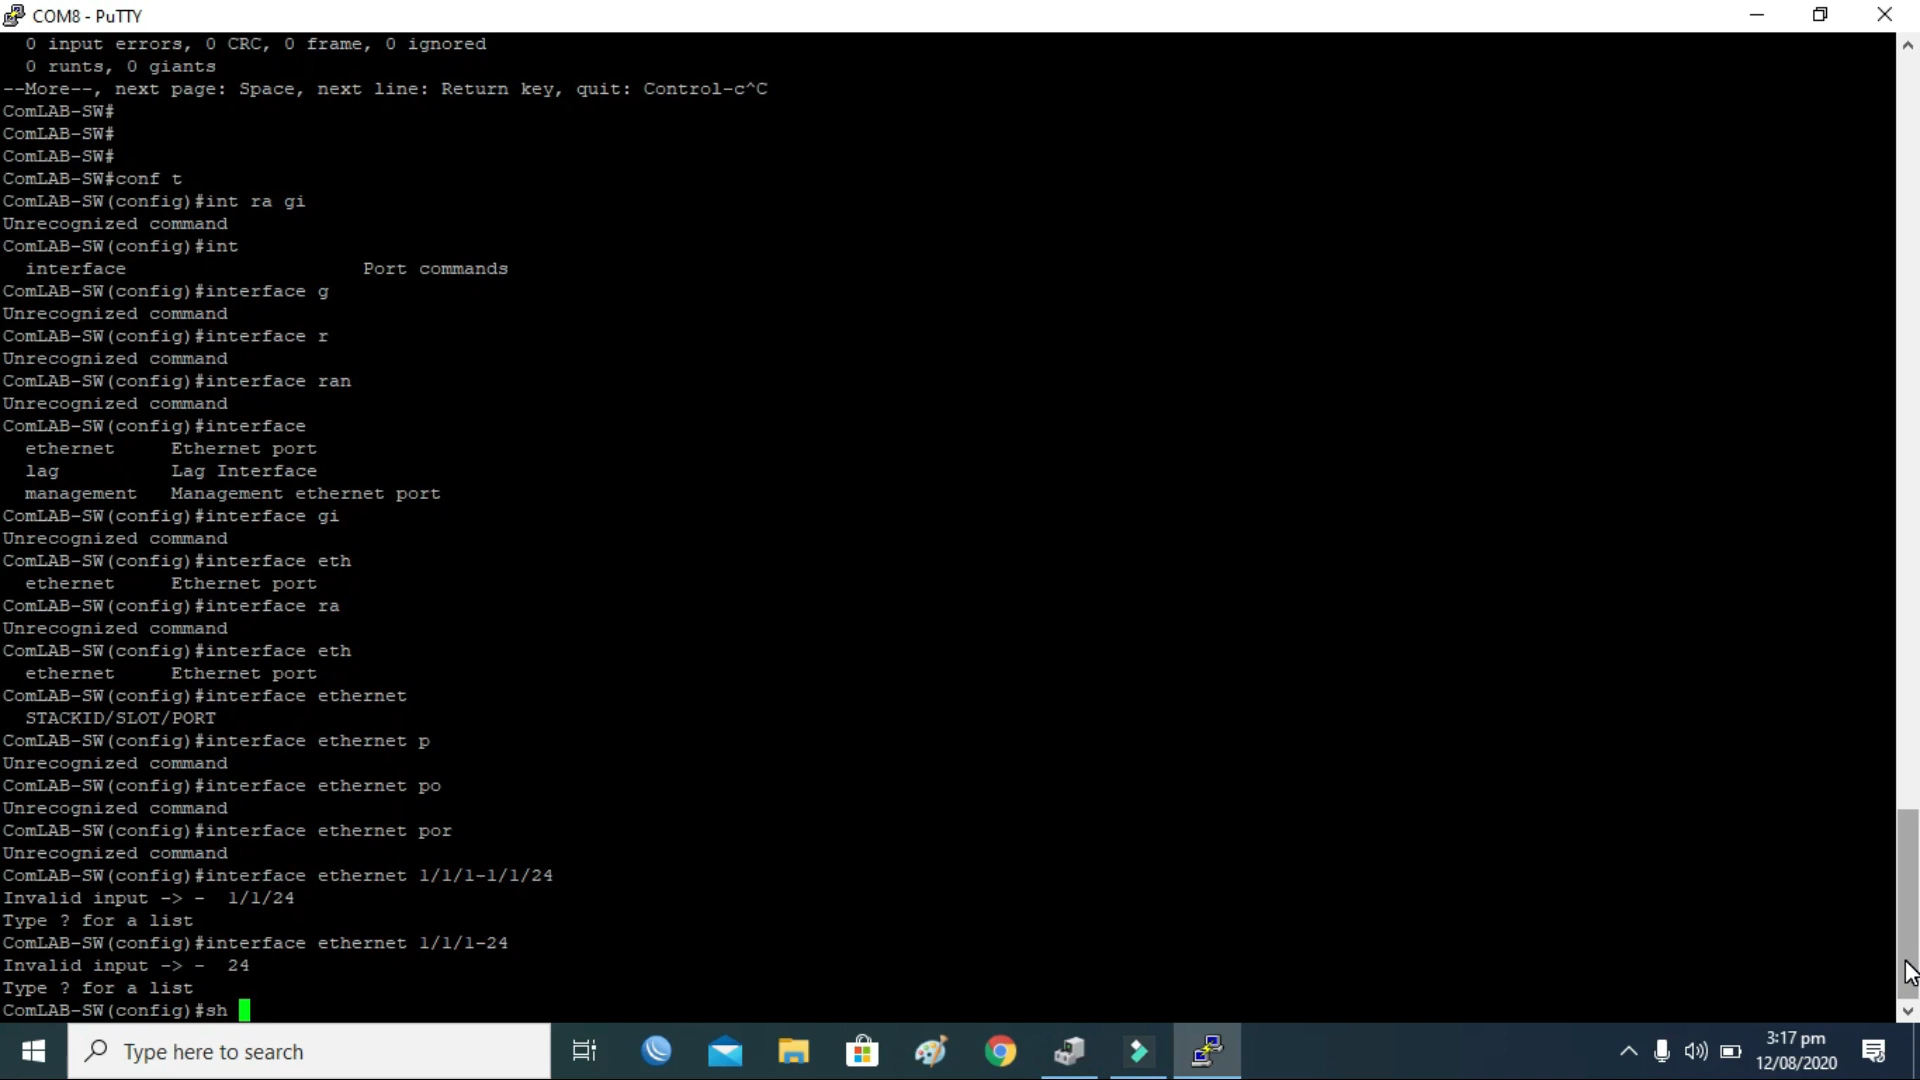 COM8 - PuTTY
0 input errors, 0 CRC, 0 frame, 0 ignored
0 runts, 0 giants
--More--, next page: Space, next line: Return key, quit: Control-c^C
ComLAB-SW#
ComLAB-SW#
ComLAB-SW#
ComLAB-SW#conf t
ComLAB-SW(config)#int ra gi
Unrecognized command
ComLAB-SW(config)#int
interface Port commands
ComLAB-SW(config)#interface g
Unrecognized command
ComLAB-SW(config)#interface r
Unrecognized command
ComLAB-SW(config)#interface ran
Unrecognized command
ComLAB-SW(config)#interface
ethernet Ethernet port
lag Lag Interface
management Management ethernet port
ComLAB-SW(config)#interface gi
Unrecognized command
ComLAB-SW(config)#interface eth
ethernet Ethernet port
ComLAB-SW(config)#interface ra
Unrecognized command
ComLAB-SW(config)#interface eth
ethernet Ethernet port
ComLAB-SW(config)#interface ethernet
STACKID/SLOT/PORT
ComLAB-SW(config)#interface ethernet p
Unrecognized command
ComLAB-SW(config)#interface ethernet po
Unrecognized command
ComLAB-SW(config)#interface ethernet por
Unrecognized command
ComLAB-SW(config)#interface ethernet 1/1/1-1/1/24
Invalid input -> - 1/1/24
Type ? for a list
ComLAB-SW(config)#interface ethernet 1/1/1-24
Invalid input -> - 24
Type ? for a list
ComLAB-SW(config)#sh
Type here to search
3:17 pm
12/08/2020